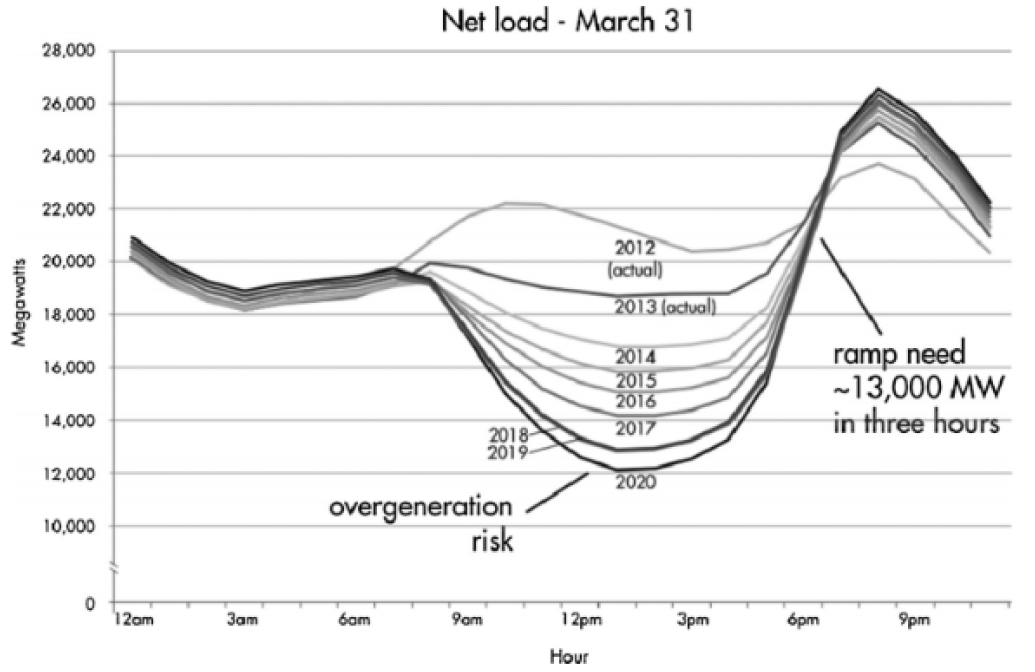 Net load - March 31
28,000
26,000
24,000
22,000
20,000
18,000
16,000
14,000
12,000
10,000
0
Megawatts
2012
(actual)
2013 (actual)
2014
2015
2016
2017
2018
2019
2020
ramp need
~13,000 MW
in three hours
overgeneration
risk
12am 3am 6am 9am 12pm 3pm 6pm 9pm
Hour